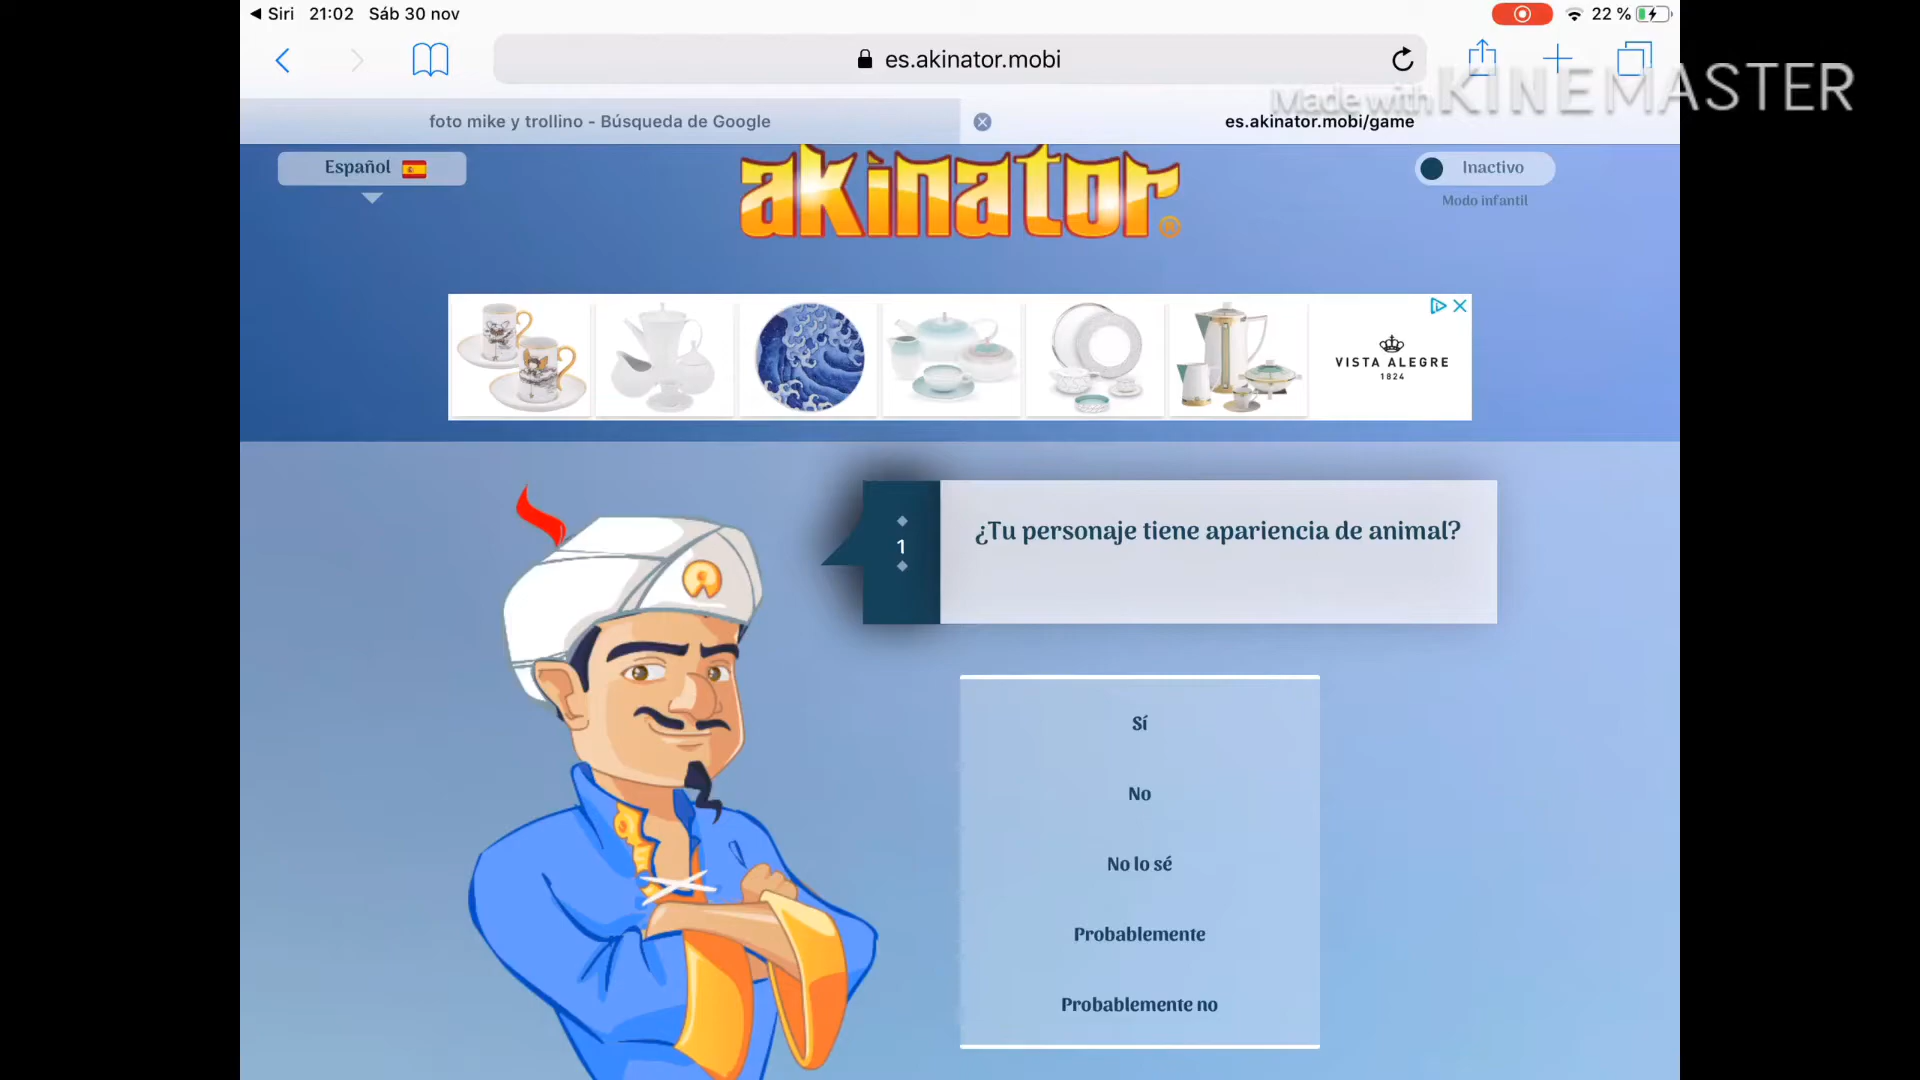 Siri 21:02 Sáb 30 nov
22 %
es.akinator.mobi
Made with KINEMASTER
foto mike y trollino - Búsqueda de Google
es.akinator.mobi/game
Español
akinator®
Inactivo
Modo infantil
VISTA ALEGRE
1824
1
¿Tu personaje tiene apariencia de animal?
Sí
No
No lo sé
Probablemente
Probablemente no